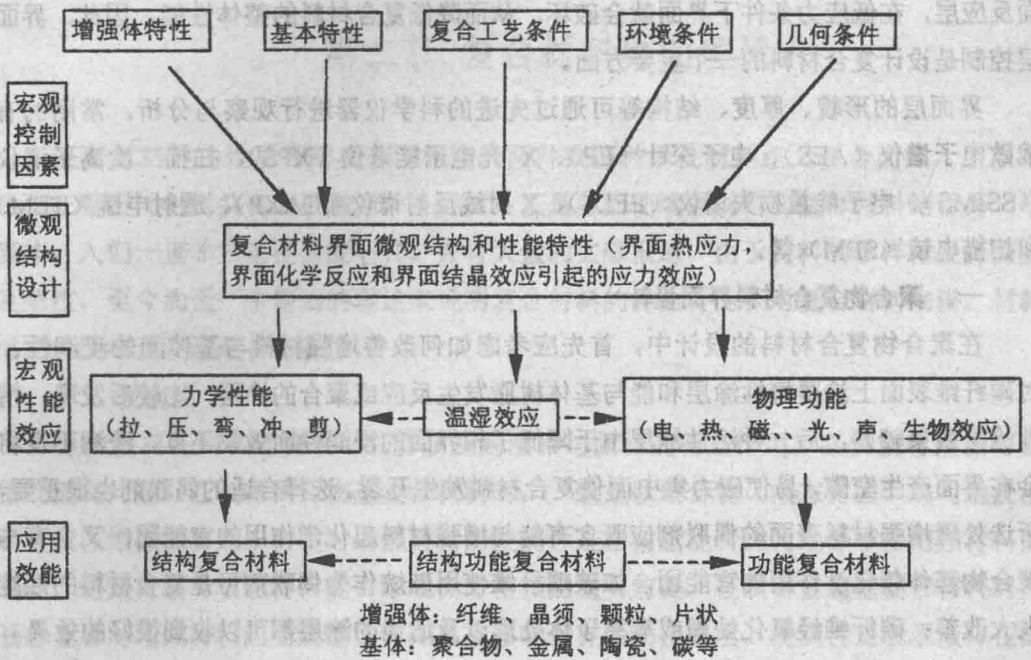 增强体特性
基本特性
复合工艺条件
环境条件
几何条件
宏观
控制
因素
微观
结构
设计
复合材料界面微观结构和性能特性（界面热应力，
界面化学反应和界面结晶效应引起的应力效应）
宏观
性能
效应
力学性能
（拉、压、弯、冲、剪）
温湿效应
物理功能
（电、热、磁、光、声、生物效应）
应用
效能
结构复合材料
结构功能复合材料
功能复合材料
增强体：纤维、晶须、颗粒、片状
基体：聚合物、金属、陶瓷、碳等